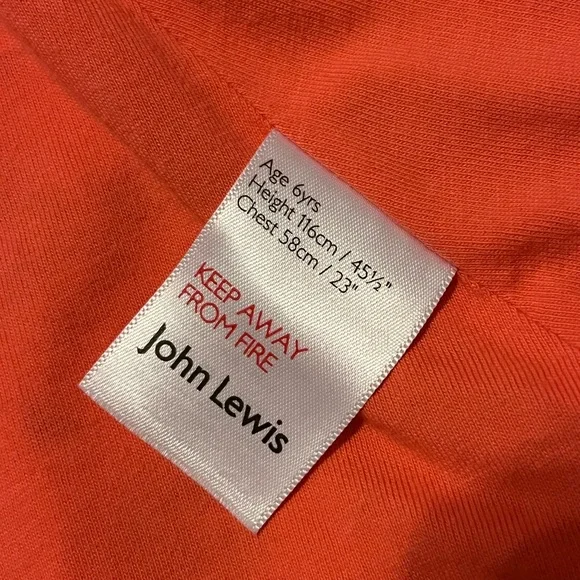 Age 6yrs
Height 116cm / 45½"
Chest 58cm / 23"
KEEP AWAY
FROM FIRE
John Lewis